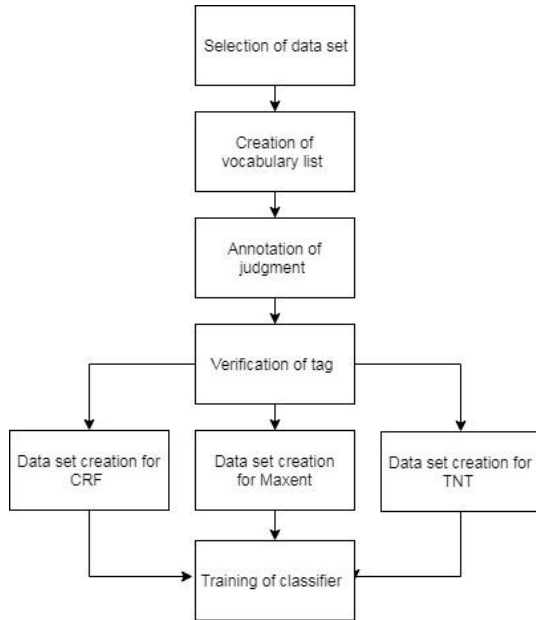 Selection of data set
Creation of
vocabulary list
Annotation of
judgment
Verification of tag
Data set creation for
CRF
Data set creation
for Maxent
Data set creation for
TNT
Training of classifier